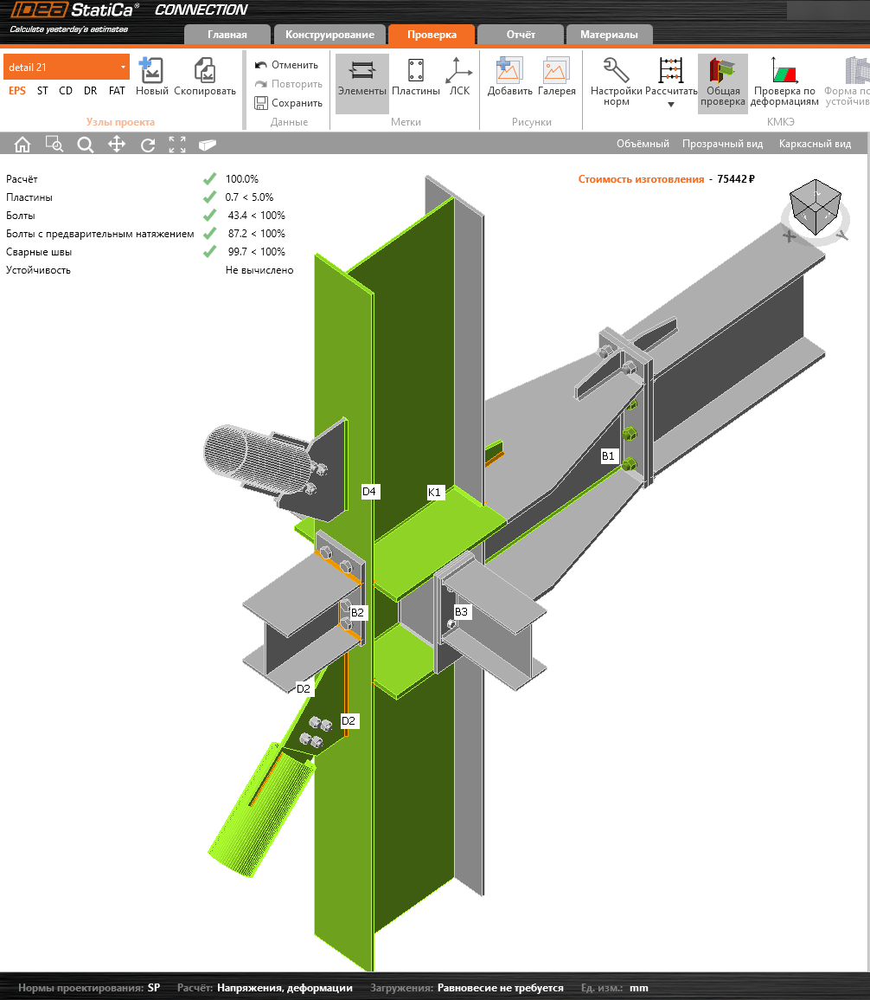 IDEA StatiCa® CONNECTION
Calculate yesterday's estimates
Главная Конструирование Проверка Отчёт Материалы
detail 21
EPS ST CD DR FAT
Новый Скопировать
Узлы проекта
Отменить
Повторить
Сохранить
Данные
Элементы Пластины ЛСК
Метки
Добавить Галерея
Рисунки
Настройки норм Рассчитать Общая проверка Проверка по деформациям Форма по устойчив
КМКЭ
Объёмный Прозрачный вид Каркасный вид
Расчёт 100.0%
Пластины 0.7 < 5.0%
Болты 43.4 < 100%
Болты с предварительным натяжением 87.2 < 100%
Сварные швы 99.7 < 100%
Устойчивость Не вычислено
Стоимость изготовления - 75442 ₽
X Y
B1
D4
K1
B2
B3
D2
D2
Нормы проектирования: SP Расчёт: Напряжения, деформации Загружения: Равновесие не требуется Ед. изм.: mm